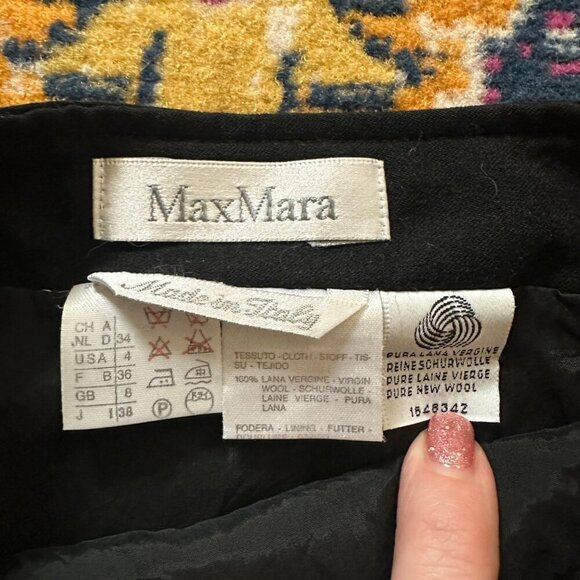 MaxMara
Made in Italy
CH A
NL D 34
USA 4
F B 36
GB 8
J I 38
P
TESSUTO - CLOTH - STOFF - TIS-
SU - TEJIDO
100% LANA VERGINE - VIRGIN
WOOL - SCHURWOLLE -
LAINE VIERGE - PURA
LANA
FODERA - LINING - FUTTER -
PURA LANA VERGINE
REINE SCHURWOLLE
PURE LAINE VIERGE
PURE NEW WOOL
1648342